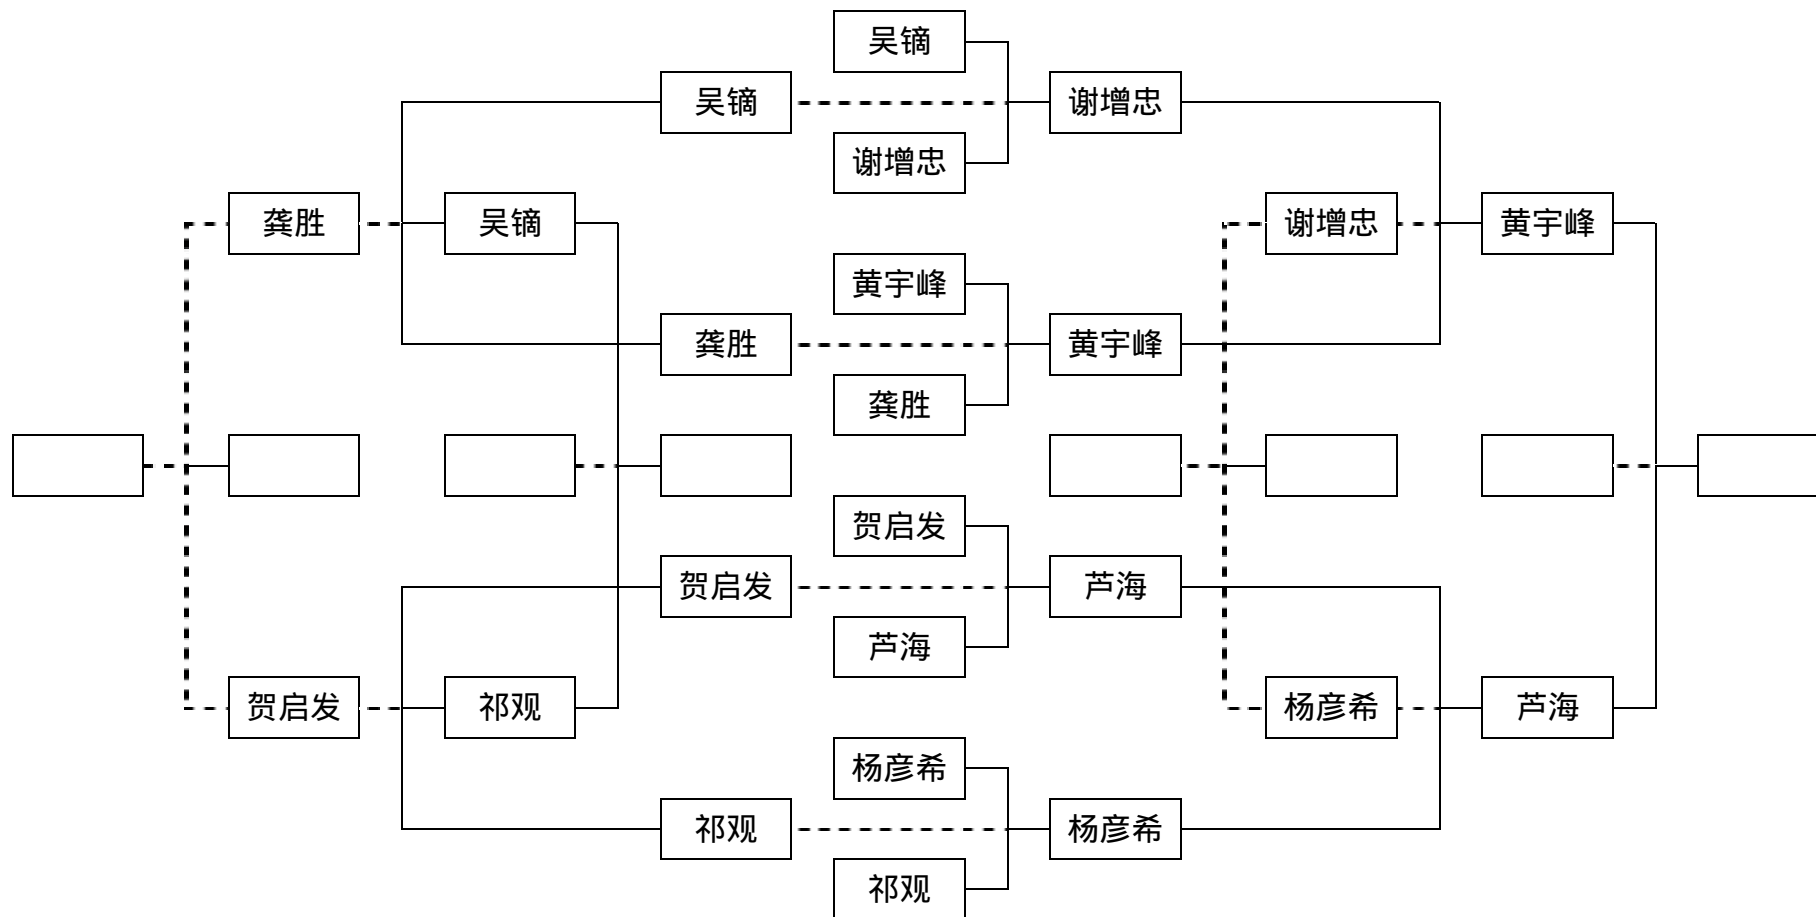 吴镝
吴镝
谢增忠
谢增忠
龚胜
吴镝
谢增忠
黄宇峰
黄宇峰
龚胜
黄宇峰
龚胜
贺启发
贺启发
芦海
芦海
贺启发
祁观
杨彦希
芦海
杨彦希
祁观
杨彦希
祁观